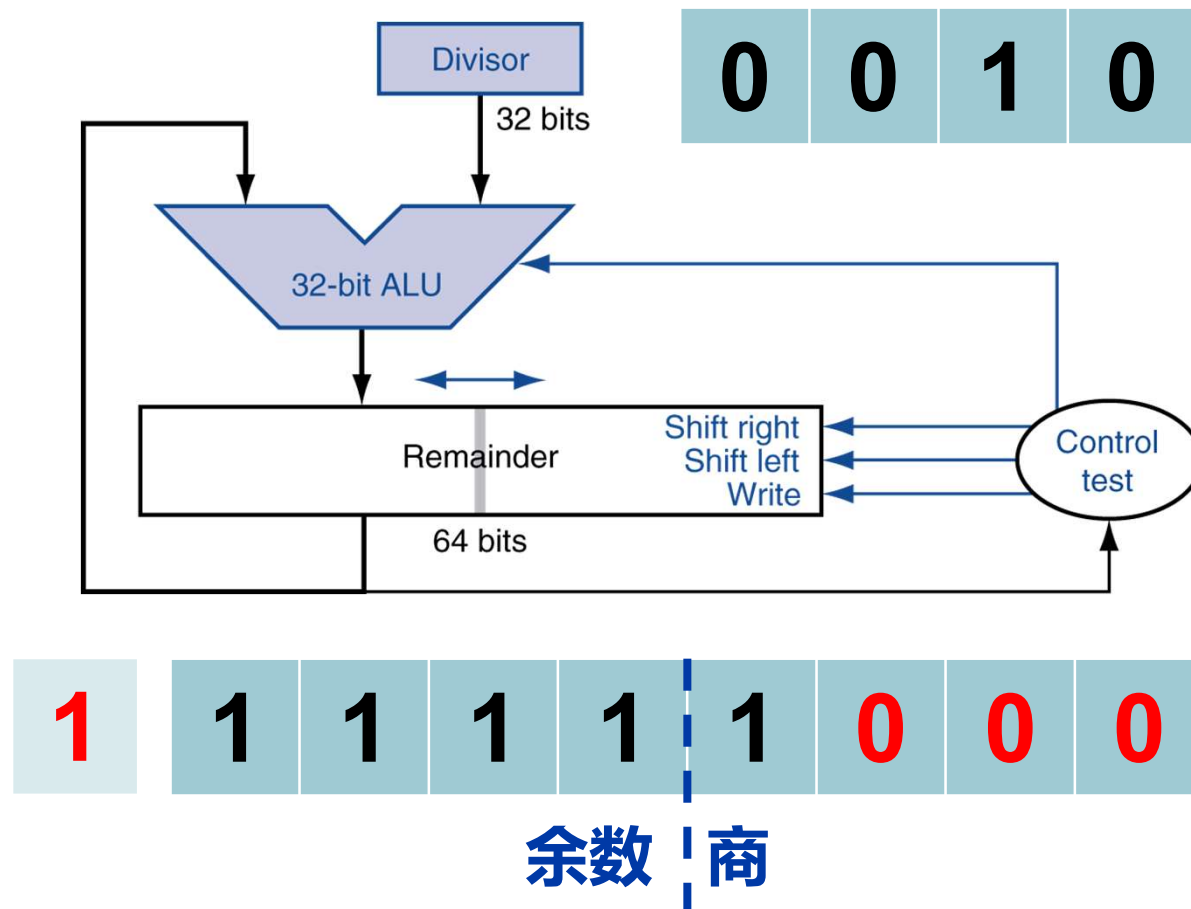 Divisor
0 0 1 0
32 bits
32-bit ALU
Remainder
Shift right
Shift left
Write
Control
test
64 bits
1 1 1 1 1 1 0 0 0
余数 商